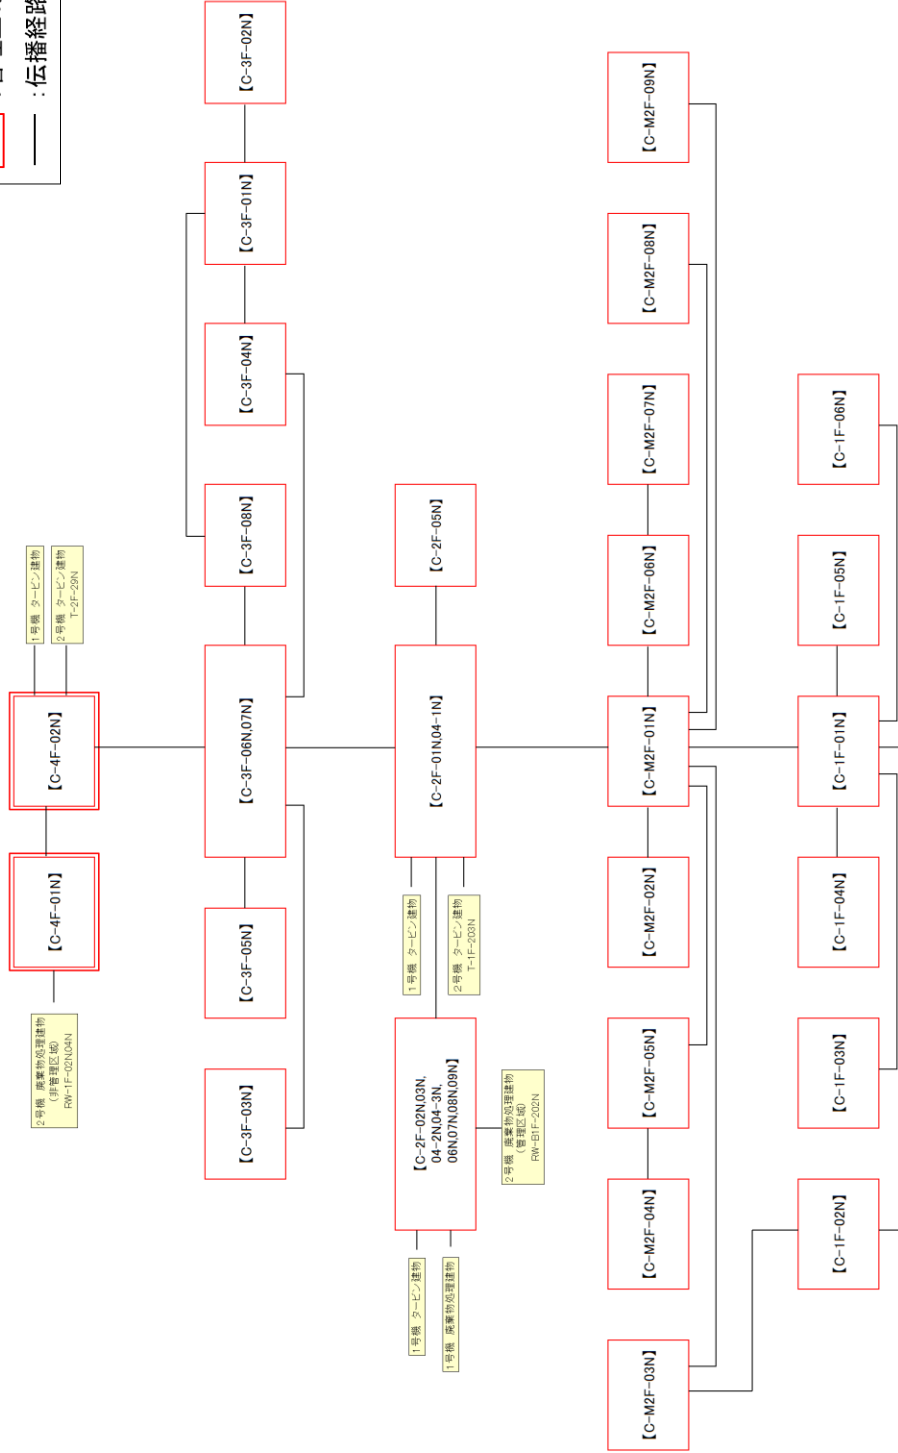 ：伝播経路
【C-4F-01N】
【C-4F-02N】
2号機 廃棄物処理建物
（非管理区域）
RW-1F-02N,04N
1号機 タービン建物
2号機 タービン建物
T-2F-29N
【C-3F-03N】
【C-3F-05N】
【C-3F-06N,07N】
【C-3F-08N】
【C-3F-04N】
【C-3F-01N】
【C-3F-02N】
1号機 タービン建物
1号機 廃棄物処理建物
【C-2F-02N,03N,
04-2N,04-3N,
06N,07N,08N,09N】
2号機 廃棄物処理建物
（管理区域）
RW-B1F-202N
1号機 タービン建物
2号機 タービン建物
T-1F-203N
【C-2F-01N,04-1N】
【C-2F-05N】
【C-M2F-03N】
【C-M2F-04N】
【C-M2F-05N】
【C-M2F-02N】
【C-M2F-01N】
【C-M2F-06N】
【C-M2F-07N】
【C-M2F-08N】
【C-M2F-09N】
【C-1F-02N】
【C-1F-03N】
【C-1F-04N】
【C-1F-01N】
【C-1F-05N】
【C-1F-06N】